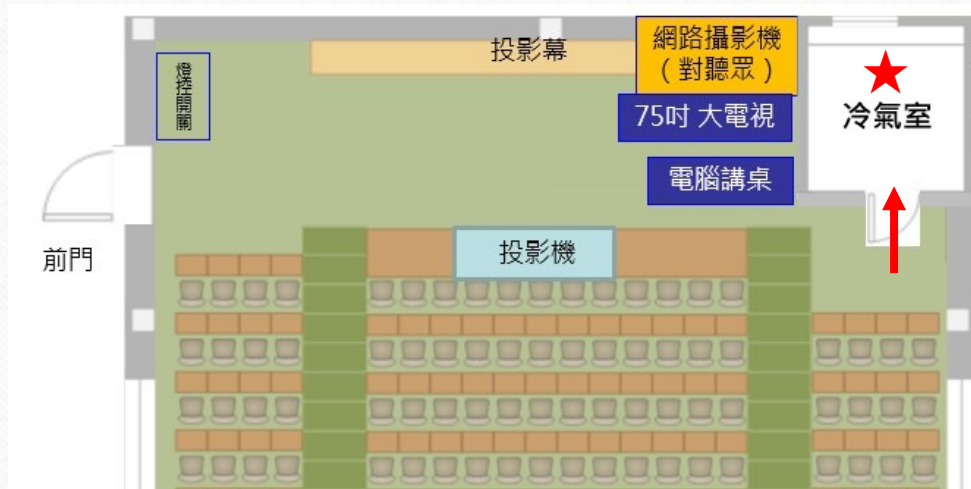 投影幕
網路攝影機
（對聽眾）
燈控開關
75吋 大電視
冷氣室
電腦講桌
前門
投影機